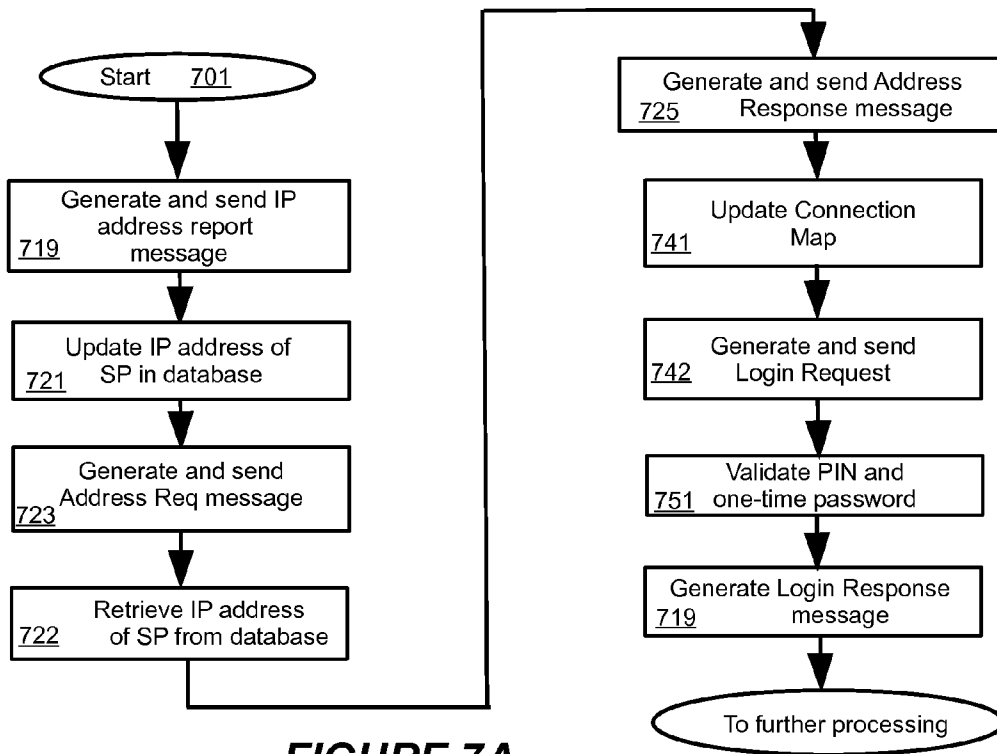 Start 701
Generate and send IP
address report
719 message
Update IP address of
721 SP in database
Generate and send
Address Req message
723
Retrieve IP address
722 of SP from database
Generate and send Address
725 Response message
Update Connection
741 Map
Generate and send
742 Login Request
Validate PIN and
751 one-time password
Generate Login Response
719 message
To further processing
FIGURE 7A